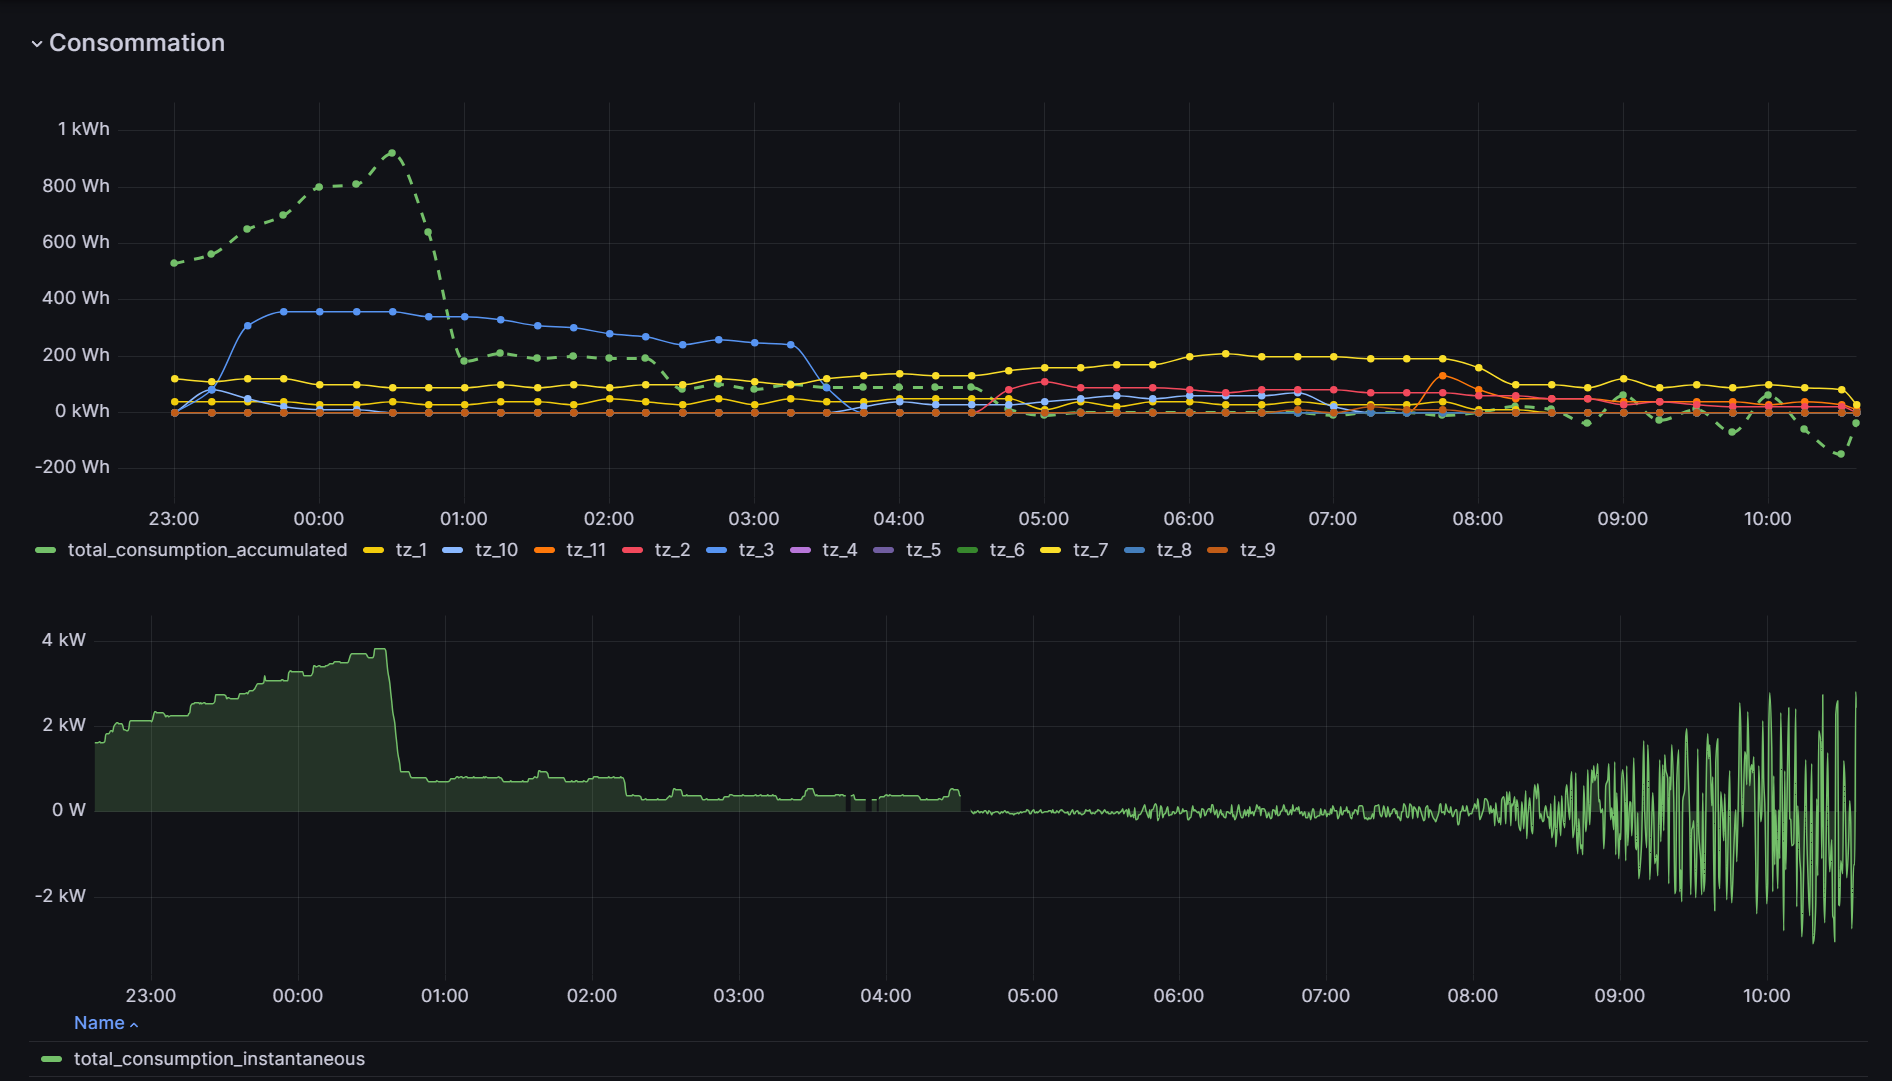 Consommation
1 kWh
800 Wh
600 Wh
400 Wh
200 Wh
0 kWh
-200 Wh
23:00 00:00 01:00 02:00 03:00 04:00 05:00 06:00 07:00 08:00 09:00 10:00
total_consumption_accumulated tz_1 tz_10 tz_11 tz_2 tz_3 tz_4 tz_5 tz_6 tz_7 tz_8 tz_9
4 kW
2 kW
0 W
-2 kW
23:00 00:00 01:00 02:00 03:00 04:00 05:00 06:00 07:00 08:00 09:00 10:00
Name
total_consumption_instantaneous